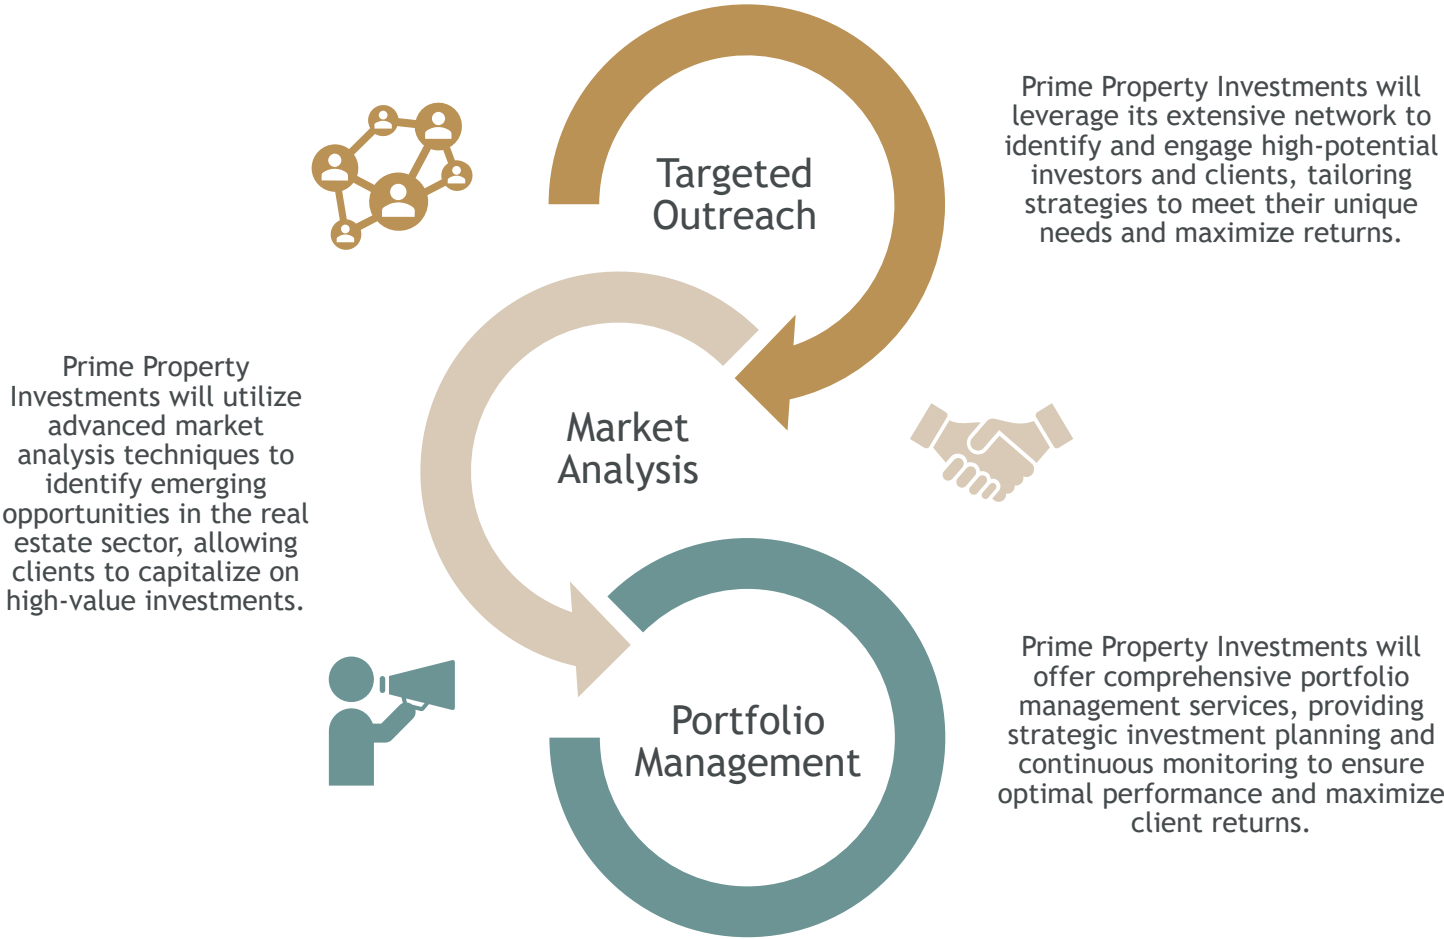 Targeted
Outreach
Prime Property Investments will
leverage its extensive network to
identify and engage high-potential
investors and clients, tailoring
strategies to meet their unique
needs and maximize returns.
Market
Analysis
Prime Property
Investments will utilize
advanced market
analysis techniques to
identify emerging
opportunities in the real
estate sector, allowing
clients to capitalize on
high-value investments.
Portfolio
Management
Prime Property Investments will
offer comprehensive portfolio
management services, providing
strategic investment planning and
continuous monitoring to ensure
optimal performance and maximize
client returns.